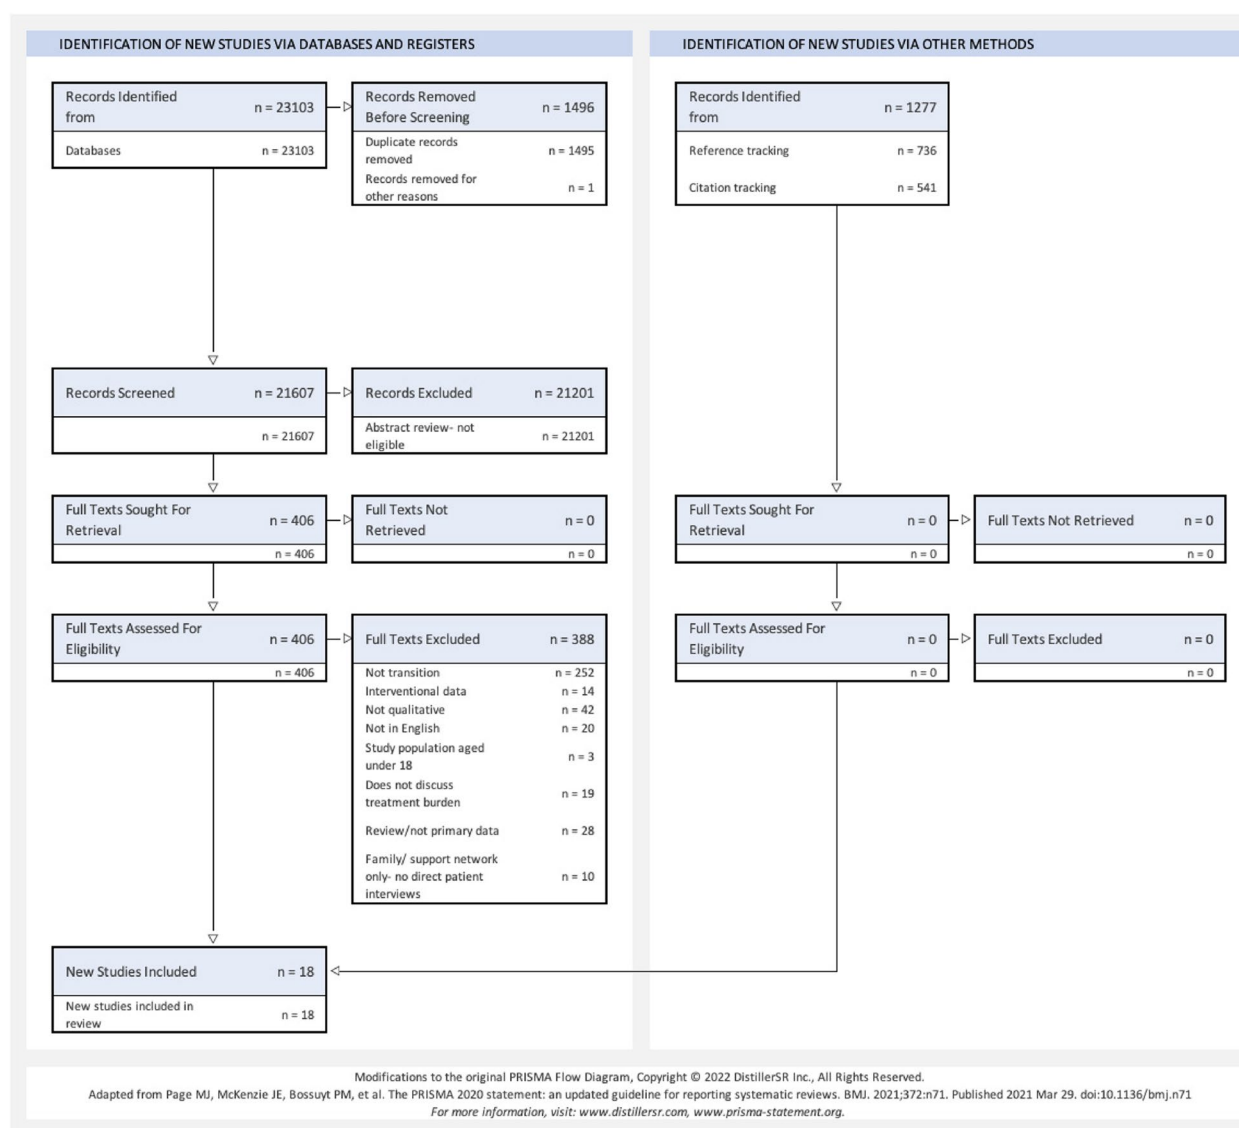 IDENTIFICATION OF NEW STUDIES VIA DATABASES AND REGISTERS
Records Identified
from
n = 23103
Databases
n = 23103
Records Removed
Before Screening
n = 1496
Duplicate records
removed
n = 1495
Records removed for
other reasons
n = 1
Records Screened
n = 21607
n = 21607
Records Excluded
n = 21201
Abstract review- not
eligible
n = 21201
Full Texts Sought For
Retrieval
n = 406
n = 406
Full Texts Not
Retrieved
n = 0
n = 0
Full Texts Assessed For
Eligibility
n = 406
n = 406
Full Texts Excluded
n = 388
Not transition
n = 252
Interventional data
n = 14
Not qualitative
n = 42
Not in English
n = 20
Study population aged
under 18
n = 3
Does not discuss
treatment burden
n = 19
Review/not primary data
n = 28
Family/ support network
only- no direct patient
interviews
n = 10
New Studies Included
n = 18
New studies included in
review
n = 18
IDENTIFICATION OF NEW STUDIES VIA OTHER METHODS
Records Identified
from
n = 1277
Reference tracking
n = 736
Citation tracking
n = 541
Full Texts Sought For
Retrieval
n = 0
n = 0
Full Texts Not Retrieved
n = 0
n = 0
Full Texts Assessed For
Eligibility
n = 0
n = 0
Full Texts Excluded
n = 0
n = 0
Modifications to the original PRISMA Flow Diagram, Copyright © 2022 DistillerSR Inc., All Rights Reserved.
Adapted from Page MJ, McKenzie JE, Bossuyt PM, et al. The PRISMA 2020 statement: an updated guideline for reporting systematic reviews. BMJ. 2021;372:n71. Published 2021 Mar 29. doi:10.1136/bmj.n71
For more information, visit: www.distillersr.com, www.prisma-statement.org.